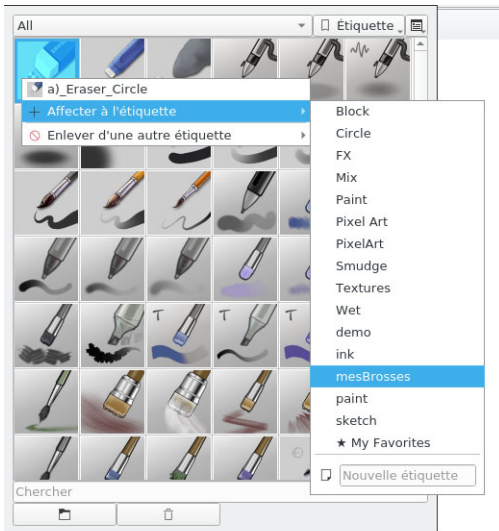 All
Étiquette
a)_Eraser_Circle
Affecter à l'étiquette
Enlever d'une autre étiquette
Block
Circle
FX
Mix
Paint
Pixel Art
PixelArt
Smudge
Textures
Wet
demo
ink
mesBrosses
paint
sketch
★ My Favorites
Nouvelle étiquette
T
T
T
Chercher